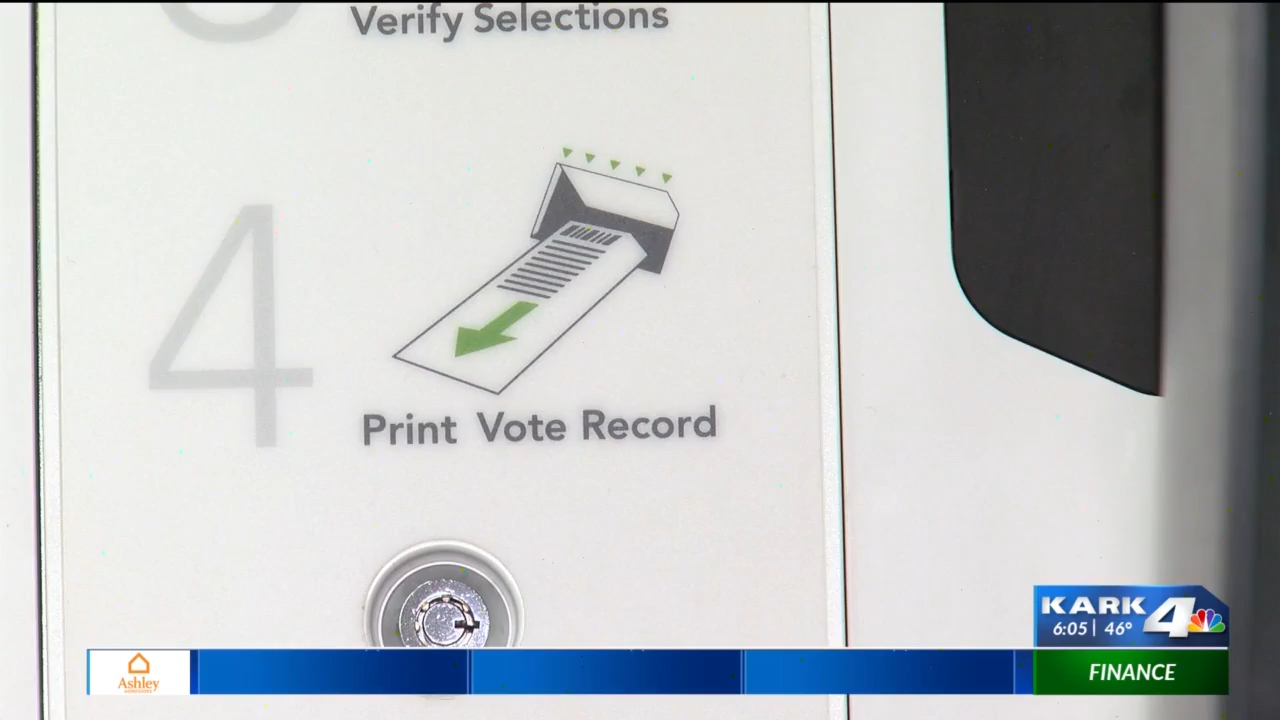 Verify Selections
4
Print Vote Record
KARK 4
6:05 | 46°
Ashley
FINANCE